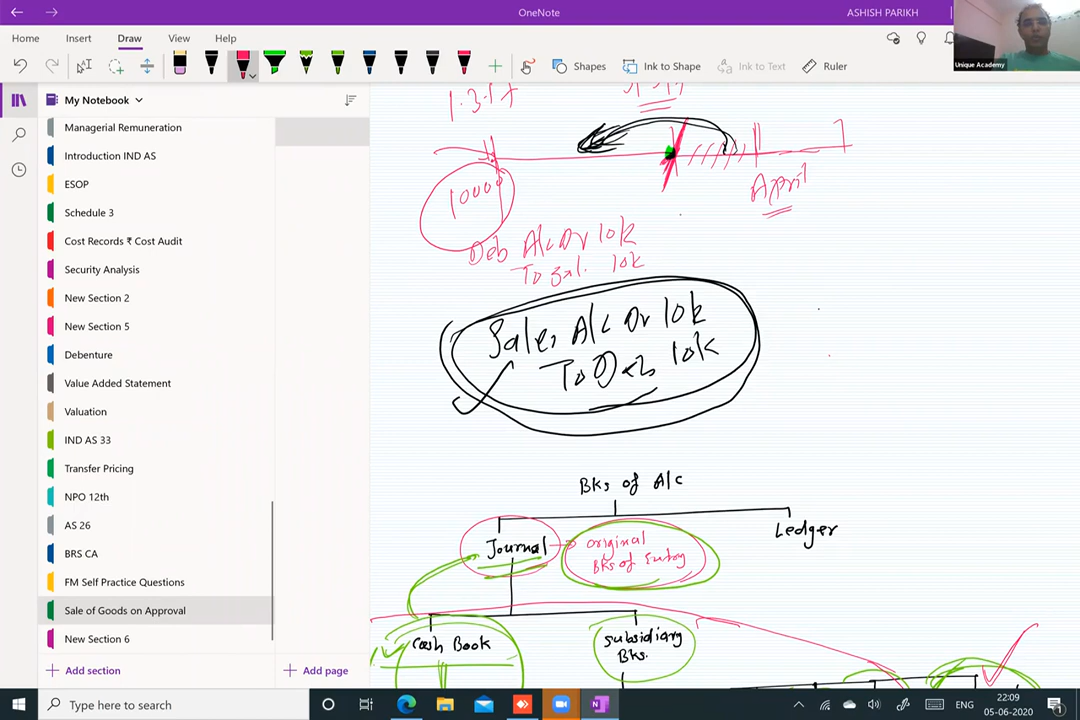 OneNote
ASHISH PARIKH
Home Insert Draw View Help
Shapes Ink to Shape Ink to Text Ruler
Unique Academy
My Notebook
Managerial Remuneration
Introduction IND AS
ESOP
Schedule 3
Cost Records ₹ Cost Audit
Security Analysis
New Section 2
New Section 5
Debenture
Value Added Statement
Valuation
IND AS 33
Transfer Pricing
NPO 12th
AS 26
BRS CA
FM Self Practice Questions
Sale of Goods on Approval
New Section 6
Add section
Add page
April
Deb A/c Dr 10k
To Sal. 10k
Sales A/c Dr 10k
To Deb 10k
Bks of A/c
Journal
original
Bks of Entry
Ledger
Cash Book
Subsidiary
Bks.
Type here to search
ENG
22:09
05-06-2020